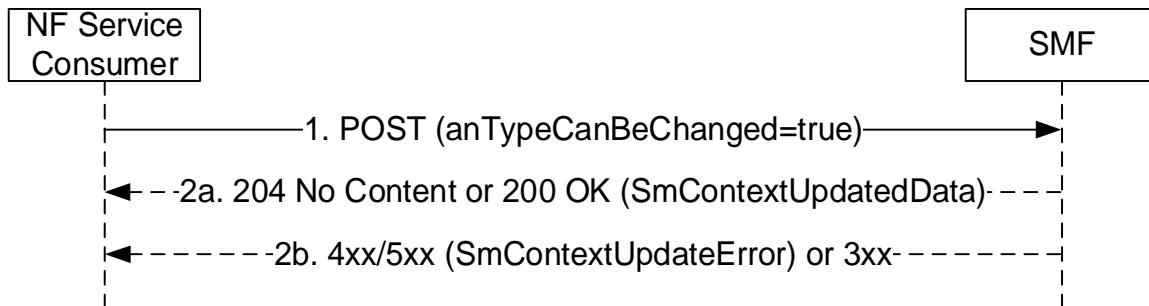 NF Service
Consumer
SMF
1. POST (anTypeCanBeChanged=true)
2a. 204 No Content or 200 OK (SmContextUpdatedData)
2b. 4xx/5xx (SmContextUpdateError) or 3xx